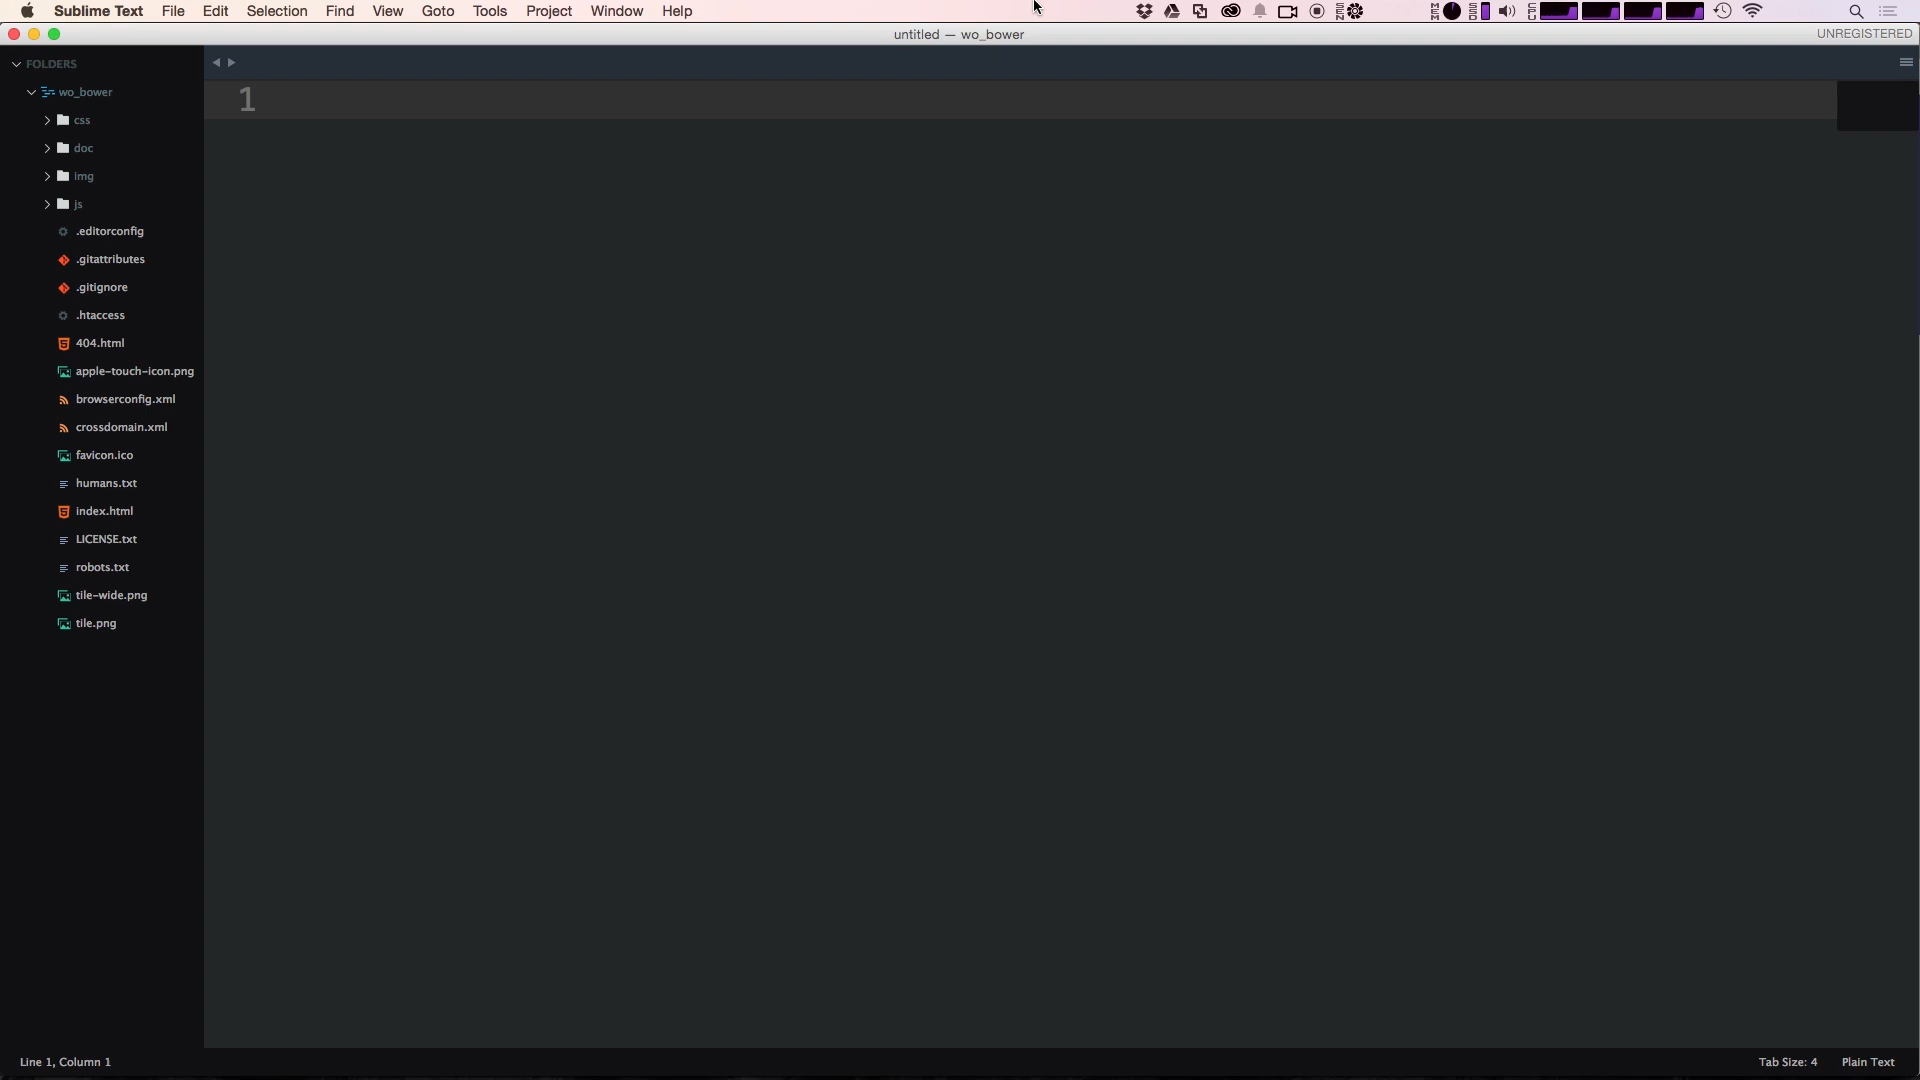 Sublime Text File Edit Selection Find View Goto Tools Project Window Help
untitled — wo_bower
UNREGISTERED
FOLDERS
wo_bower
css
doc
img
js
.editorconfig
.gitattributes
.gitignore
.htaccess
404.html
apple-touch-icon.png
browserconfig.xml
crossdomain.xml
favicon.ico
humans.txt
index.html
LICENSE.txt
robots.txt
tile-wide.png
tile.png
1
Line 1, Column 1
Tab Size: 4 Plain Text